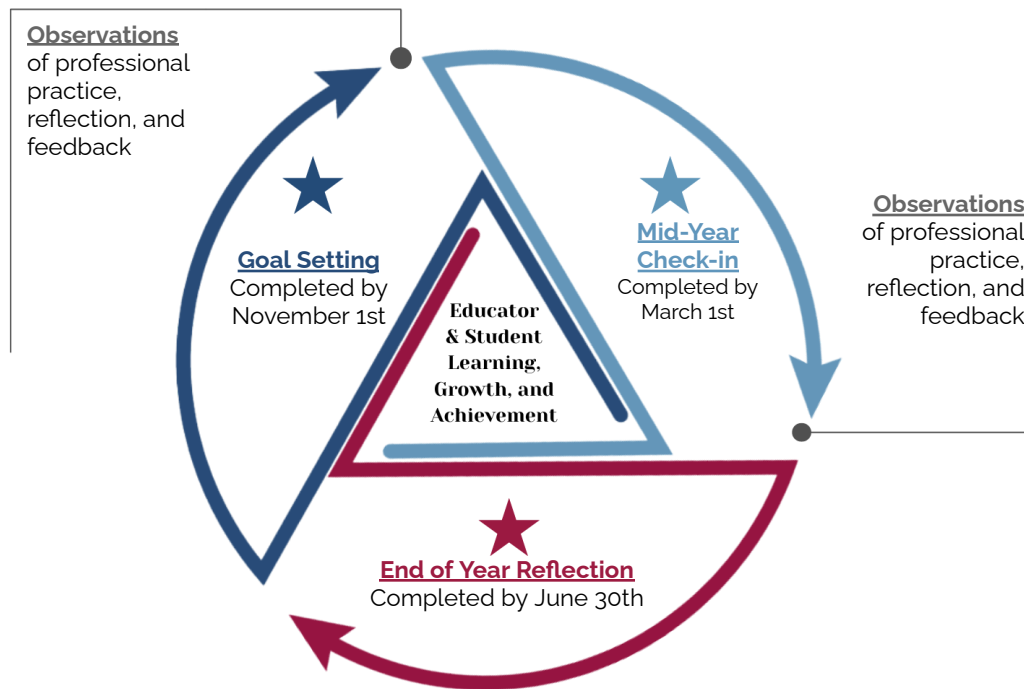 Observations
of professional
practice,
reflection, and
feedback
Goal Setting
Completed by
November 1st
Mid-Year
Check-in
Completed by
March 1st
Observations
of professional
practice,
reflection, and
feedback
Educator
& Student
Learning,
Growth, and
Achievement
End of Year Reflection
Completed by June 30th